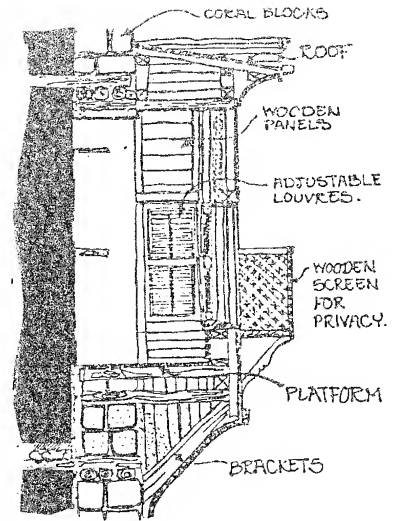 CORAL BLOCKS
ROOF
WOODEN
PANELS
ADJUSTABLE
LOUVRES.
WOODEN
SCREEN
FOR
PRIVACY.
PLATFORM
BRACKETS